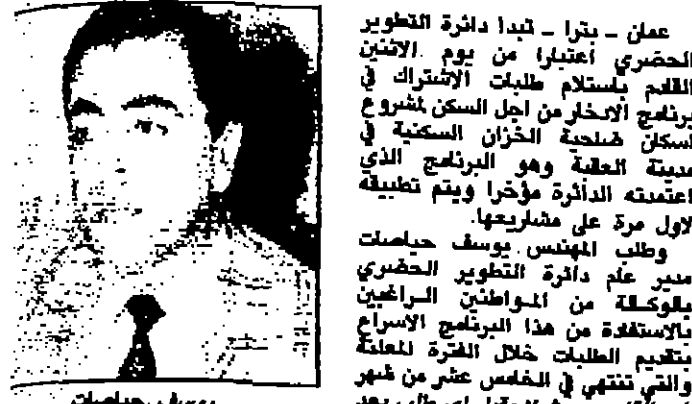 عمان - بترا - تبدا دائرة التطوير
الحضري اعتبارا من يوم الاثنين
القادم باستلام طلبات الاشتراك في
برنامج الادخار من اجل السكن لمشروع
اسكان ضاحية الخزان السكنية في
مدينة العقبة وهو البرنامج الذي
اعتمدته الدائرة مؤخرا ويتم تطبيقه
لاول مرة على مشاريعها.
وطلب المهندس يوسف حياصات
مدير عام دائرة التطوير الحضري
بالوكالة من المواطنين الراغبين
بالاستفادة من هذا البرنامج الاسراع
بتقديم الطلبات خلال الفترة المعلنة
والتي تنتهي في الخامس عشر من شهر
يوسف حياصات